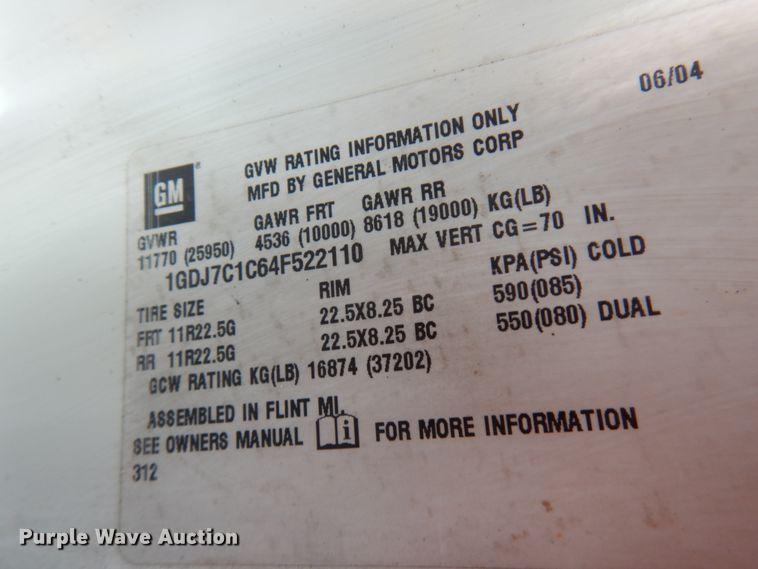 06/04
GM
GVW RATING INFORMATION ONLY
MFD BY GENERAL MOTORS CORP
GVWR GAWR FRT GAWR RR
11770 (25950) 4536 (10000) 8618 (19000) KG(LB)
1GDJ7C1C64F522110 MAX VERT CG=70 IN.
TIRE SIZE RIM KPA(PSI) COLD
FRT 11R22.5G 22.5X8.25 BC 590(085)
RR 11R22.5G 22.5X8.25 BC 550(080) DUAL
GCW RATING KG(LB) 16874 (37202)
ASSEMBLED IN FLINT MI.
SEE OWNERS MANUAL i FOR MORE INFORMATION
312
Purple Wave Auction